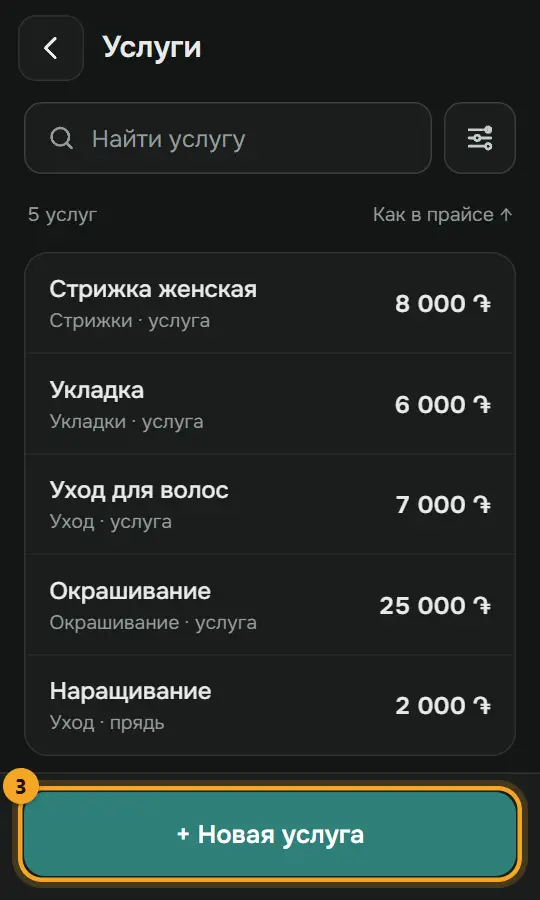 Услуги
Найти услугу
5 услуг
Как в прайсе ↑
Стрижка женская
8 000 ֏
Стрижки · услуга
Укладка
6 000 ֏
Укладки · услуга
Уход для волос
7 000 ֏
Уход · услуга
Окрашивание
25 000 ֏
Окрашивание · услуга
Наращивание
2 000 ֏
Уход · прядь
3
+ Новая услуга